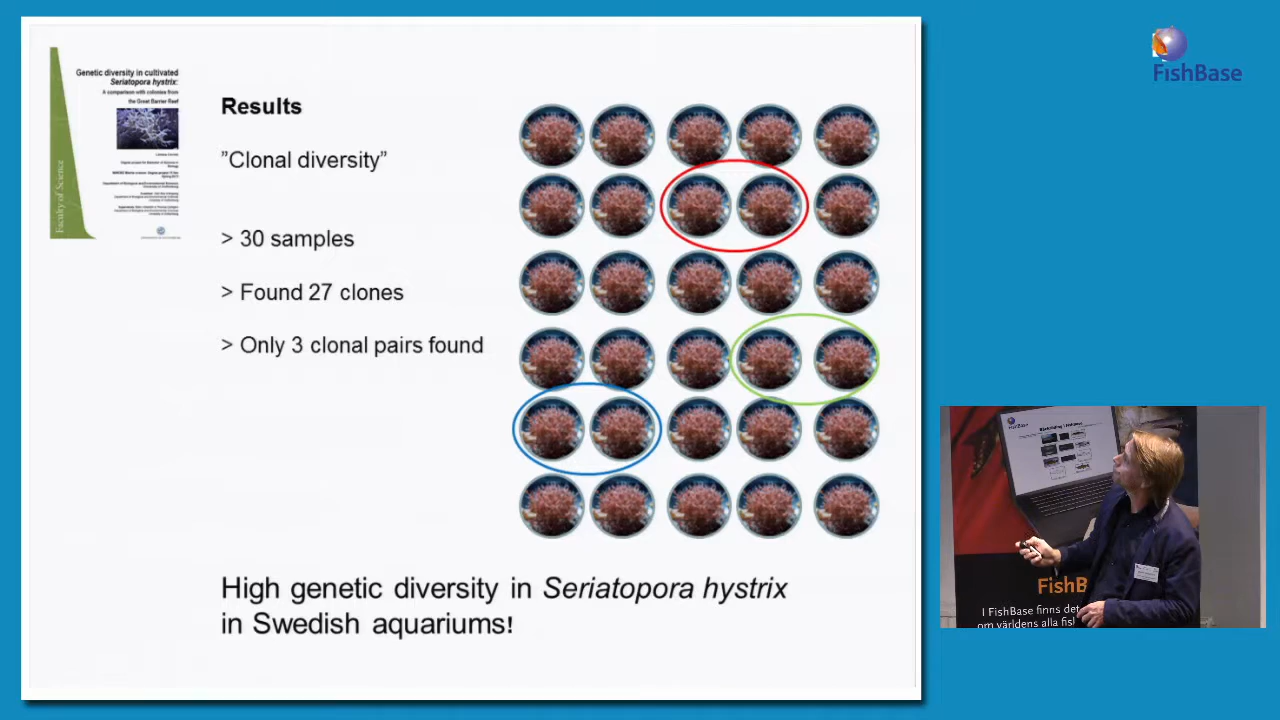 Genetic diversity in cultivated
Seriatopora hystrix:
A comparison with colonies from
the Great Barrier Reef
Faculty of Science
Results
”Clonal diversity”
> 30 samples
> Found 27 clones
> Only 3 clonal pairs found
High genetic diversity in Seriatopora hystrix
in Swedish aquariums!
FishBase
FishBase
FishB
I FishBase finns det
om världens alla fisk